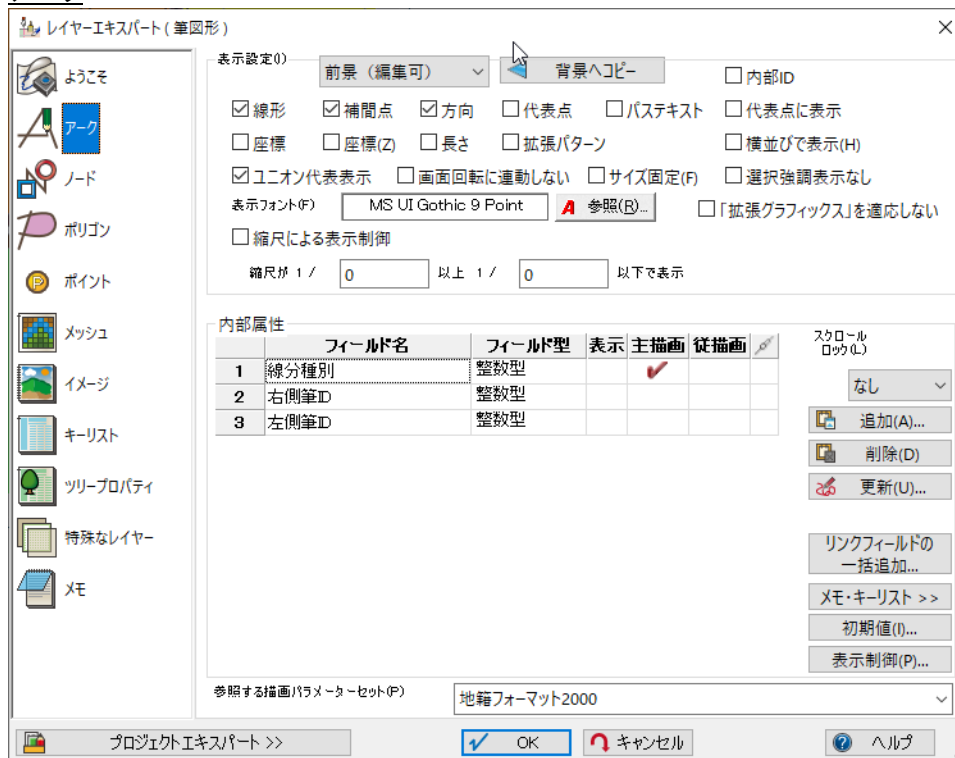 レイヤーエキスパート ( 筆図形 )
ようこそ
アーク
ノード
ポリゴン
ポイント
メッシュ
イメージ
キーリスト
ツリープロパティ
特殊なレイヤー
メモ
表示設定(I)
前景（編集可） 背景へコピー 内部ID
線形 補間点 方向 代表点 パステキスト 代表点に表示
座標 座標(Z) 長さ 拡張パターン 横並びで表示(H)
ユニオン代表表示 画面回転に連動しない サイズ固定(F) 選択強調表示なし
表示フォント(F) MS UI Gothic 9 Point A 参照(R)... 「拡張グラフィックス」を適応しない
縮尺による表示制御
縮尺が 1 / 0 以上 1 / 0 以下で表示
内部属性
フィールド名 フィールド型 表示 主描画 従描画
1 線分種別 整数型
2 右側筆ID 整数型
3 左側筆ID 整数型
スクロール
ロック(L)
なし
追加(A)...
削除(D)
更新(U)...
リンクフィールドの
一括追加...
メモ・キーリスト >>
初期値(I)...
表示制御(P)...
参照する描画パラメーターセット(P) 地籍フォーマット2000
プロジェクトエキスパート >> OK キャンセル ヘルプ